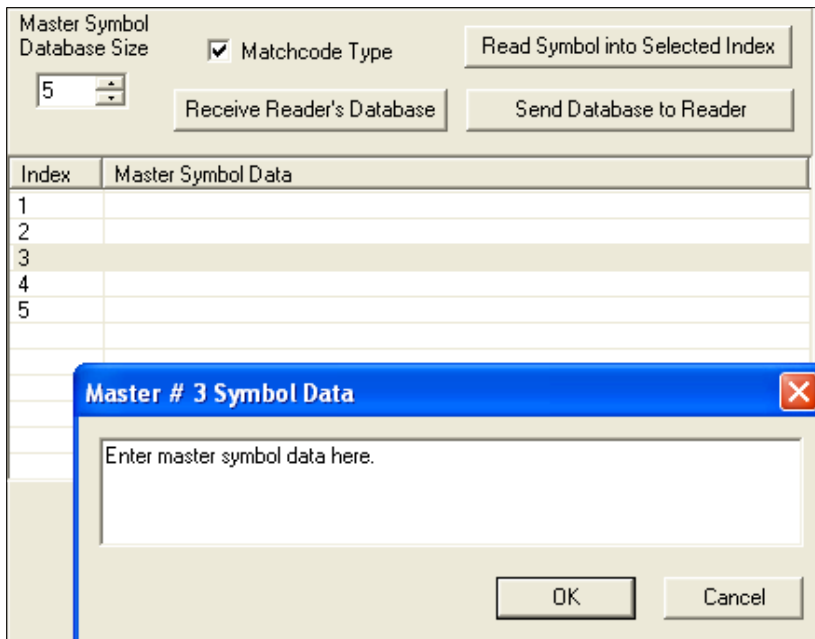 Master Symbol
Database Size
Matchcode Type
Read Symbol into Selected Index
5
Receive Reader's Database
Send Database to Reader
Index Master Symbol Data
1
2
3
4
5
Master # 3 Symbol Data
Enter master symbol data here.
OK Cancel